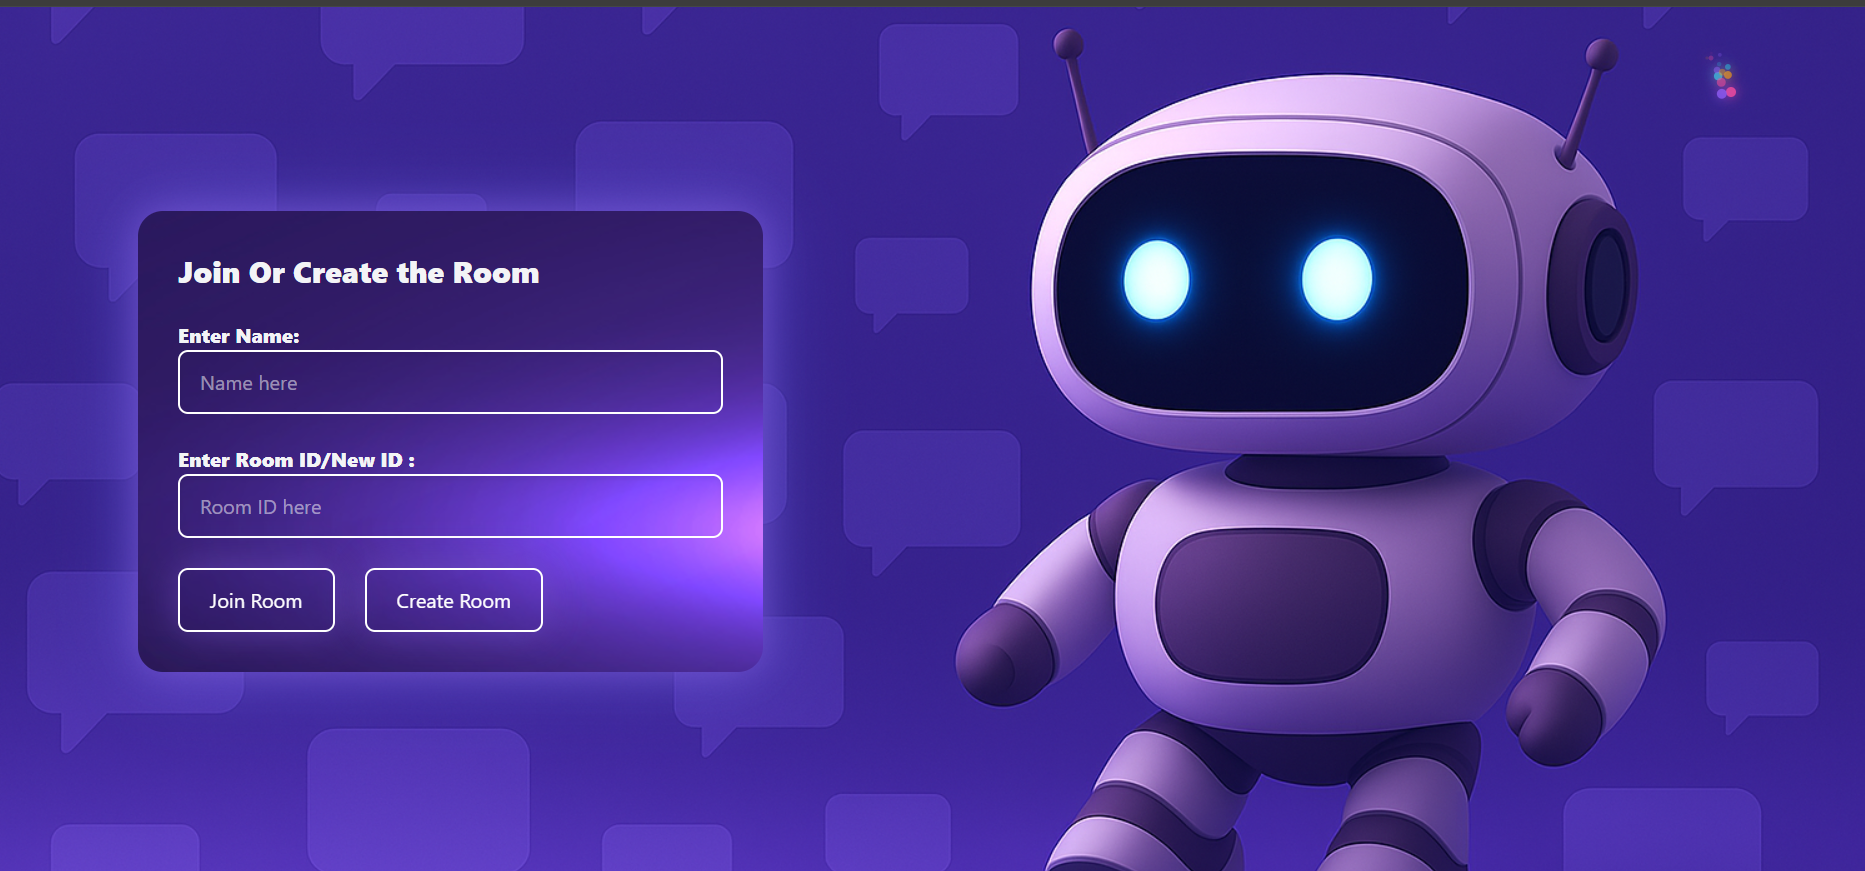 Join Or Create the Room
Enter Name:
Name here
Enter Room ID/New ID :
Room ID here
Join Room
Create Room